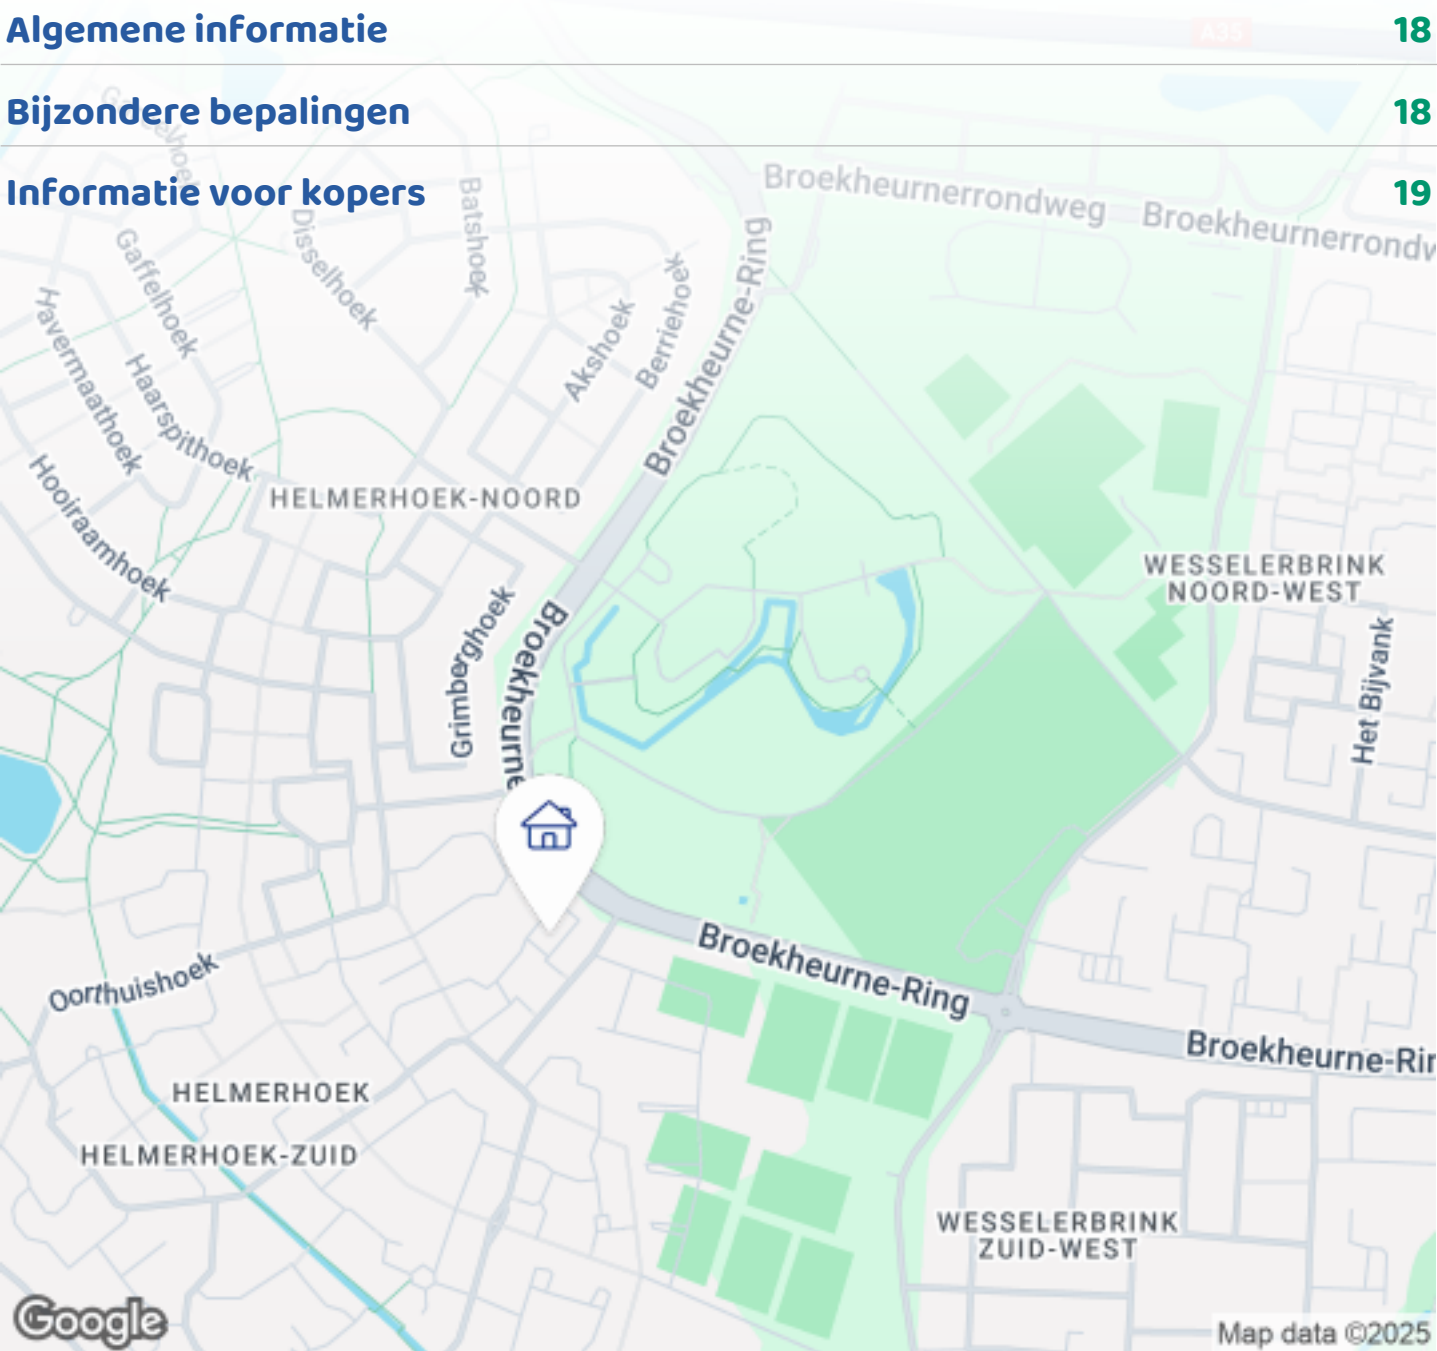 Algemene informatie 18
A35
Bijzondere bepalingen 18
Informatie voor kopers 19
Broekheurnerrondweg
Broekheurnerrondw
Batshoek
Disselhoek
Gaffelhoek
Havermaathoek
Haarspithoek
Hooiraamhoek
Akshoek
Berriehoek
Broekheurne-Ring
HELMERHOEK-NOORD
WESSELERBRINK
NOORD-WEST
Grimberghoek
Broekheurne
Het Bijvank
Oorthuishoek
Broekheurne-Ring
Broekheurne-Rin
HELMERHOEK
HELMERHOEK-ZUID
WESSELERBRINK
ZUID-WEST
Google
Map data ©2025